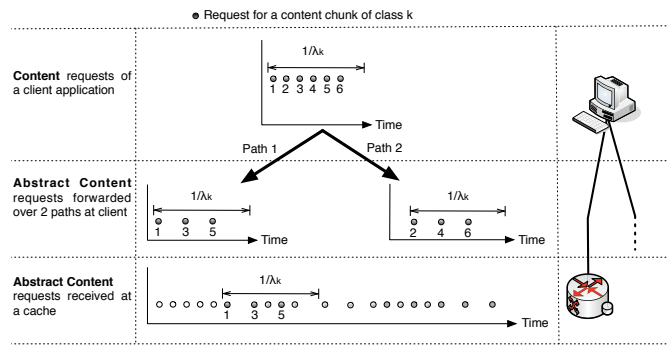 Request for a content chunk of class k
1/λk
Content requests of
a client application
1 2 3 4 5 6
Time
Path 1
Path 2
Abstract Content
requests forwarded
over 2 paths at client
1/λk
1 3 5
Time
1/λk
2 4 6
Time
Abstract Content
requests received at
a cache
1/λk
1 3 5
Time